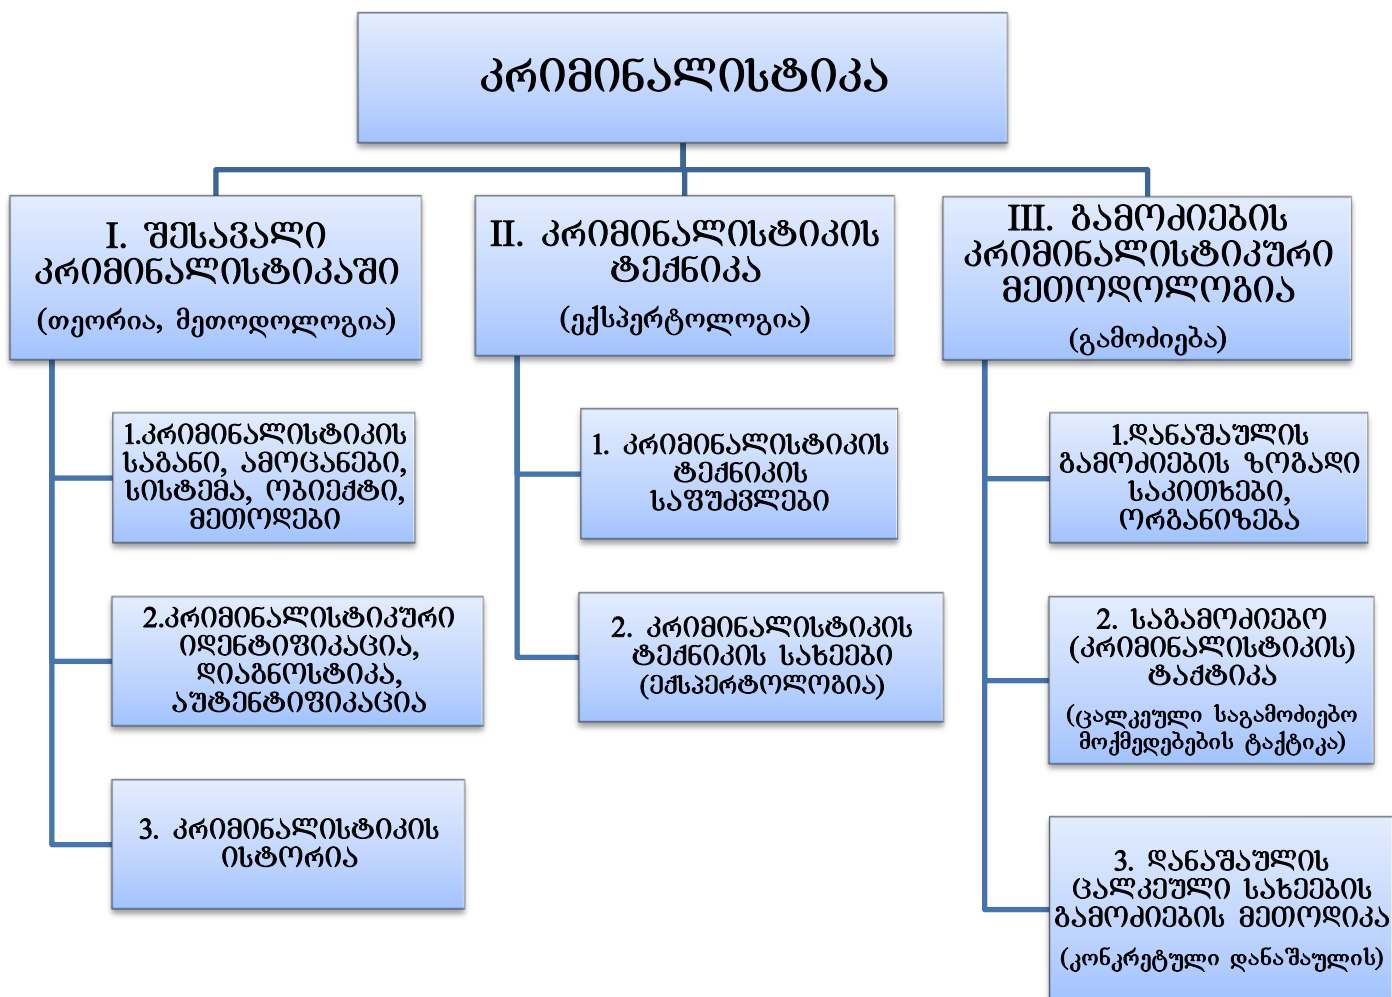 კრიმინალისტიკა
I. შესავალი
კრიმინალისტიკაში
(თეორია, მეთოდოლოგია)
1.კრიმინალისტიკის
საგანი, ამოცანები,
სისტემა, ობიექტი,
მეთოდები
2.კრიმინალისტიკური
იდენტიფიკაცია,
დიაგნოსტიკა,
აუტენტიფიკაცია
3. კრიმინალისტიკის
ისტორია
II. კრიმინალისტიკის
ტექნიკა
(ექსპერტოლოგია)
1. კრიმინალისტიკის
ტექნიკის
საფუძვლები
2. კრიმინალისტიკის
ტექნიკის სახეები
(ექსპერტოლოგია)
III. გამოძიების
კრიმინალისტიკური
მეთოდოლოგია
(გამოძიება)
1.დანაშაულის
გამოძიების ზოგადი
საკითხები,
ორგანიზება
2. საგამოძიებო
(კრიმინალისტიკის)
ტაქტიკა
(ცალკეული საგამოძიებო
მოქმედებების ტაქტიკა)
3. დანაშაულის
ცალკეული სახეების
გამოძიების მეთოდიკა
(კონკრეტული დანაშაულის)